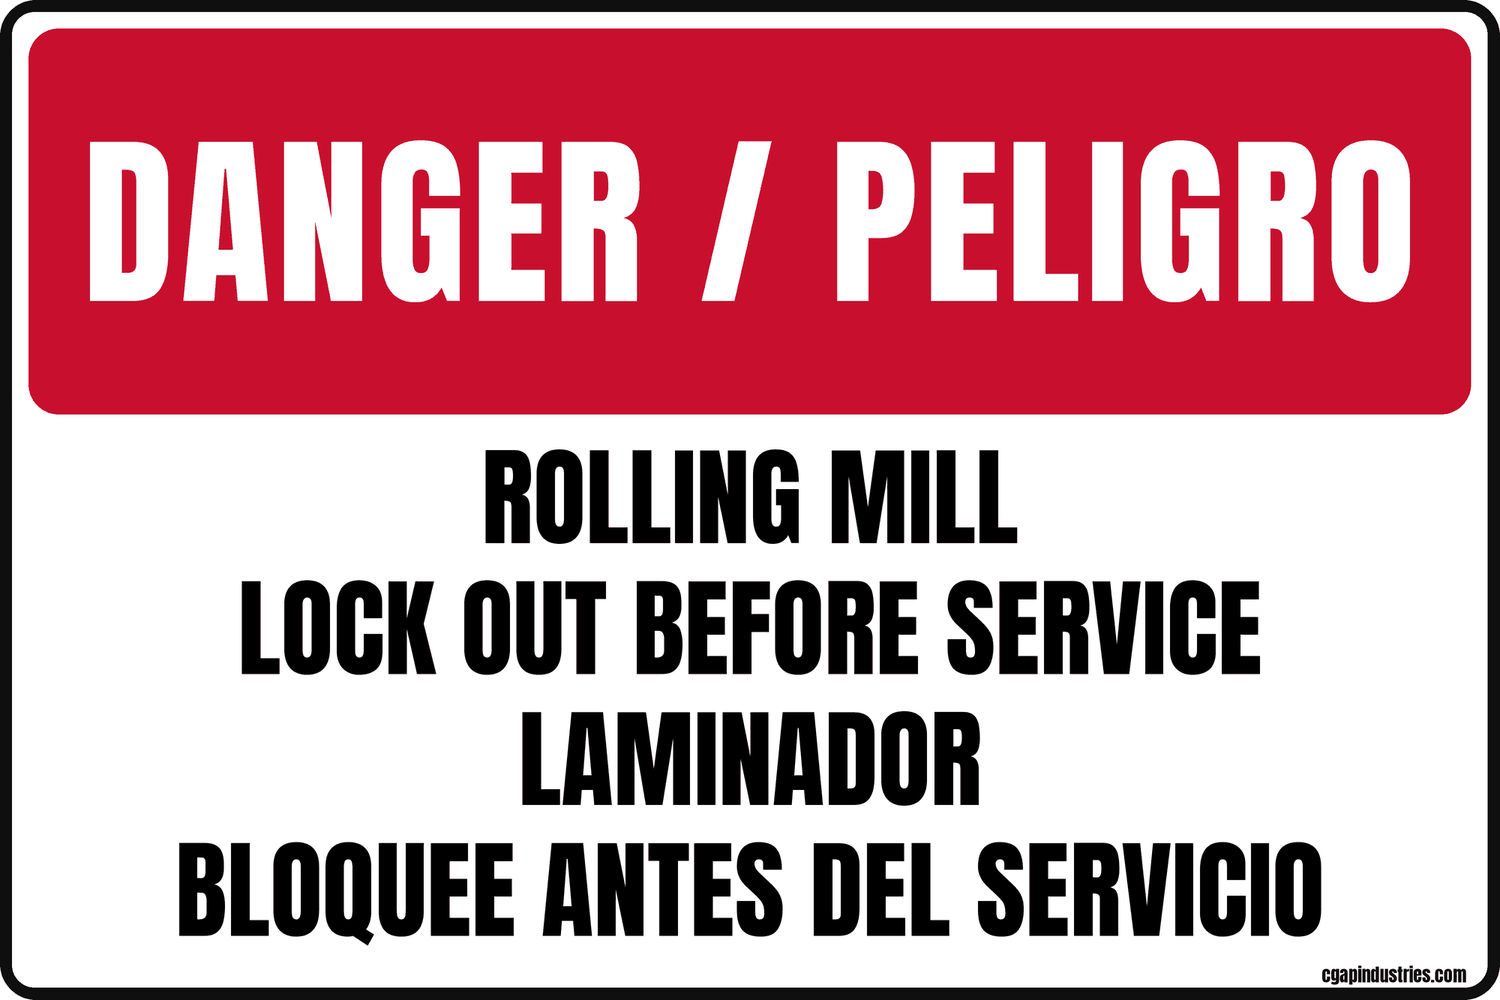 DANGER / PELIGRO
ROLLING MILL
LOCK OUT BEFORE SERVICE
LAMINADOR
BLOQUEE ANTES DEL SERVICIO
cgapindustries.com